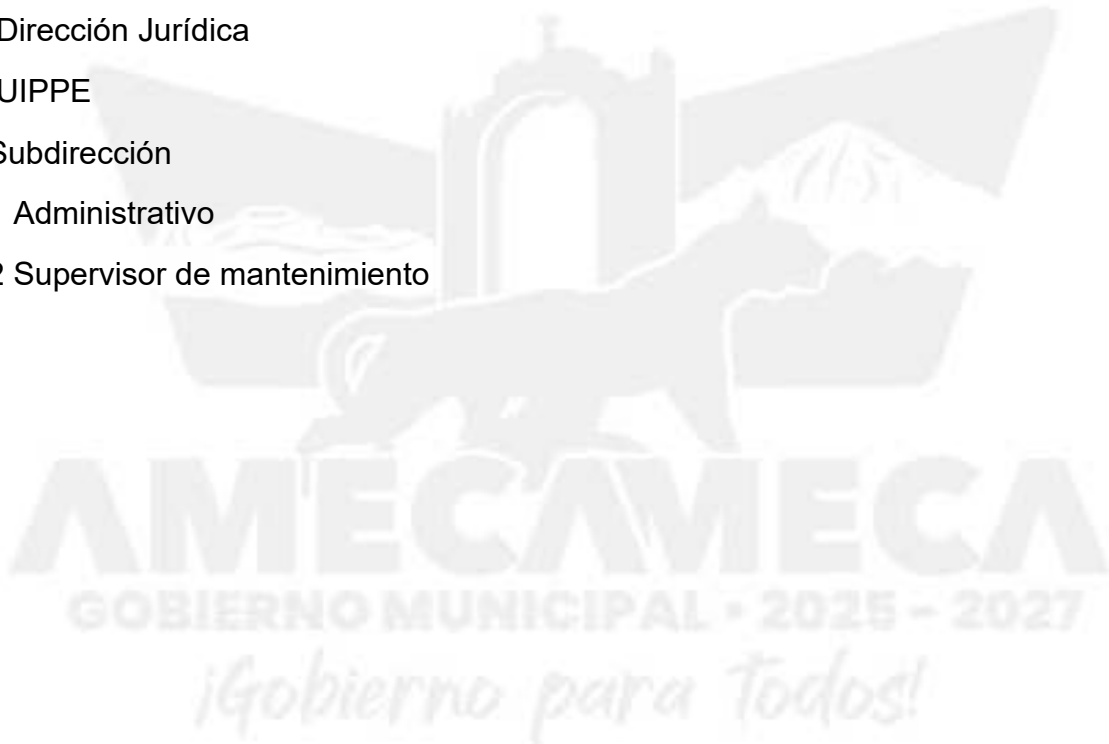 Dirección Jurídica
UIPPE
Subdirección
Administrativo
2 Supervisor de mantenimiento
AMECAMECA
GOBIERNO MUNICIPAL • 2025 - 2027
¡Gobierno para Todos!